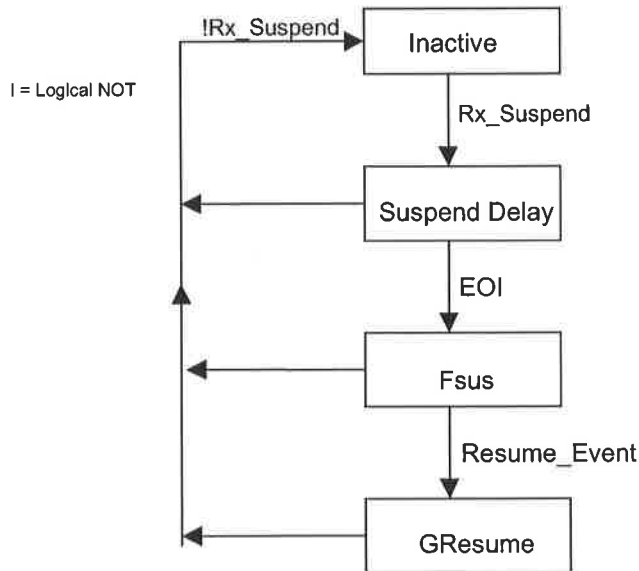 !Rx_Suspend
Inactive
I = Logical NOT
Rx_Suspend
Suspend Delay
EOI
Fsus
Resume_Event
GResume